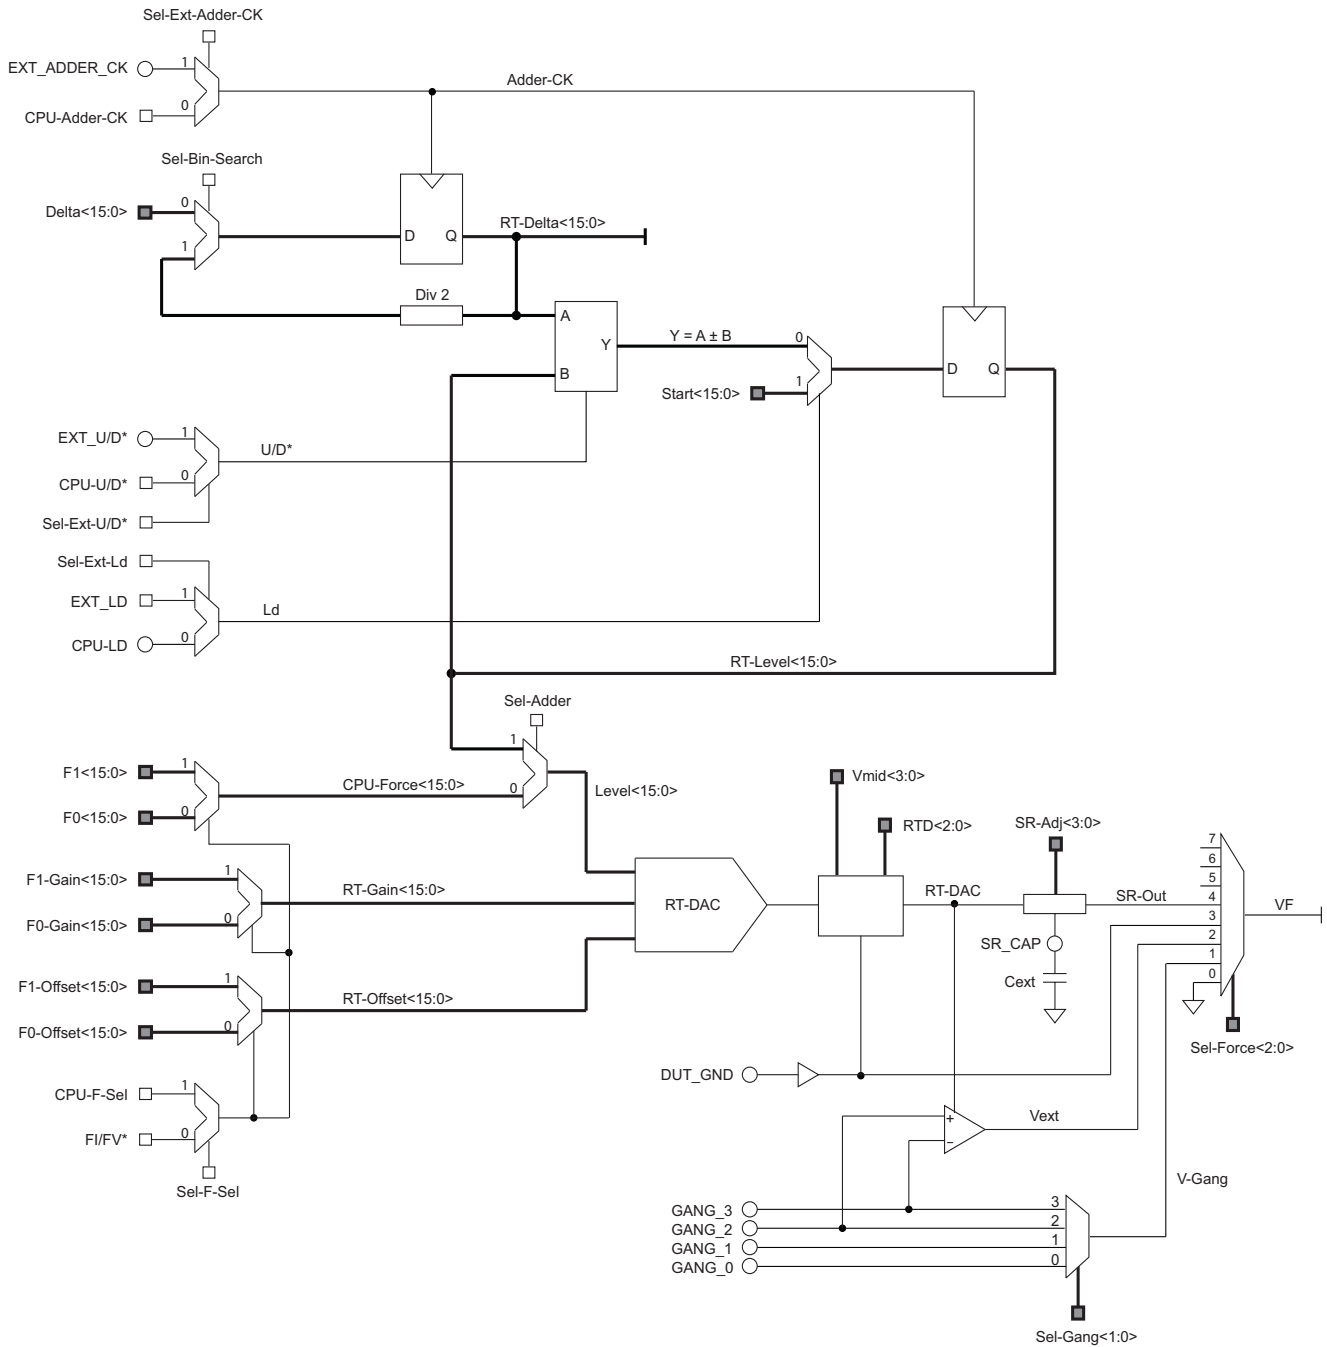 Sel-Ext-Adder-CK
EXT_ADDER_CK
1
Adder-CK
0
CPU-Adder-CK
Sel-Bin-Search
Delta<15:0>
0
1
D
Q
RT-Delta<15:0>
Div 2
A
Y
B
Y = A ± B
0
1
Start<15:0>
D
Q
EXT_U/D*
1
U/D*
CPU-U/D*
0
Sel-Ext-U/D*
Sel-Ext-Ld
EXT_LD
1
Ld
CPU-LD
0
RT-Level<15:0>
Sel-Adder
1
0
F1<15:0>
1
CPU-Force<15:0>
F0<15:0>
0
Level<15:0>
F1-Gain<15:0>
1
RT-Gain<15:0>
F0-Gain<15:0>
0
F1-Offset<15:0>
1
RT-Offset<15:0>
F0-Offset<15:0>
0
CPU-F-Sel
1
FI/FV*
0
Sel-F-Sel
RT-DAC
Vmid<3:0>
RTD<2:0>
RT-DAC
SR-Adj<3:0>
SR-Out
SR_CAP
Cext
7
6
5
4
3
2
1
0
VF
Sel-Force<2:0>
DUT_GND
+
−
Vext
V-Gang
GANG_3
3
GANG_2
2
GANG_1
1
GANG_0
0
Sel-Gang<1:0>